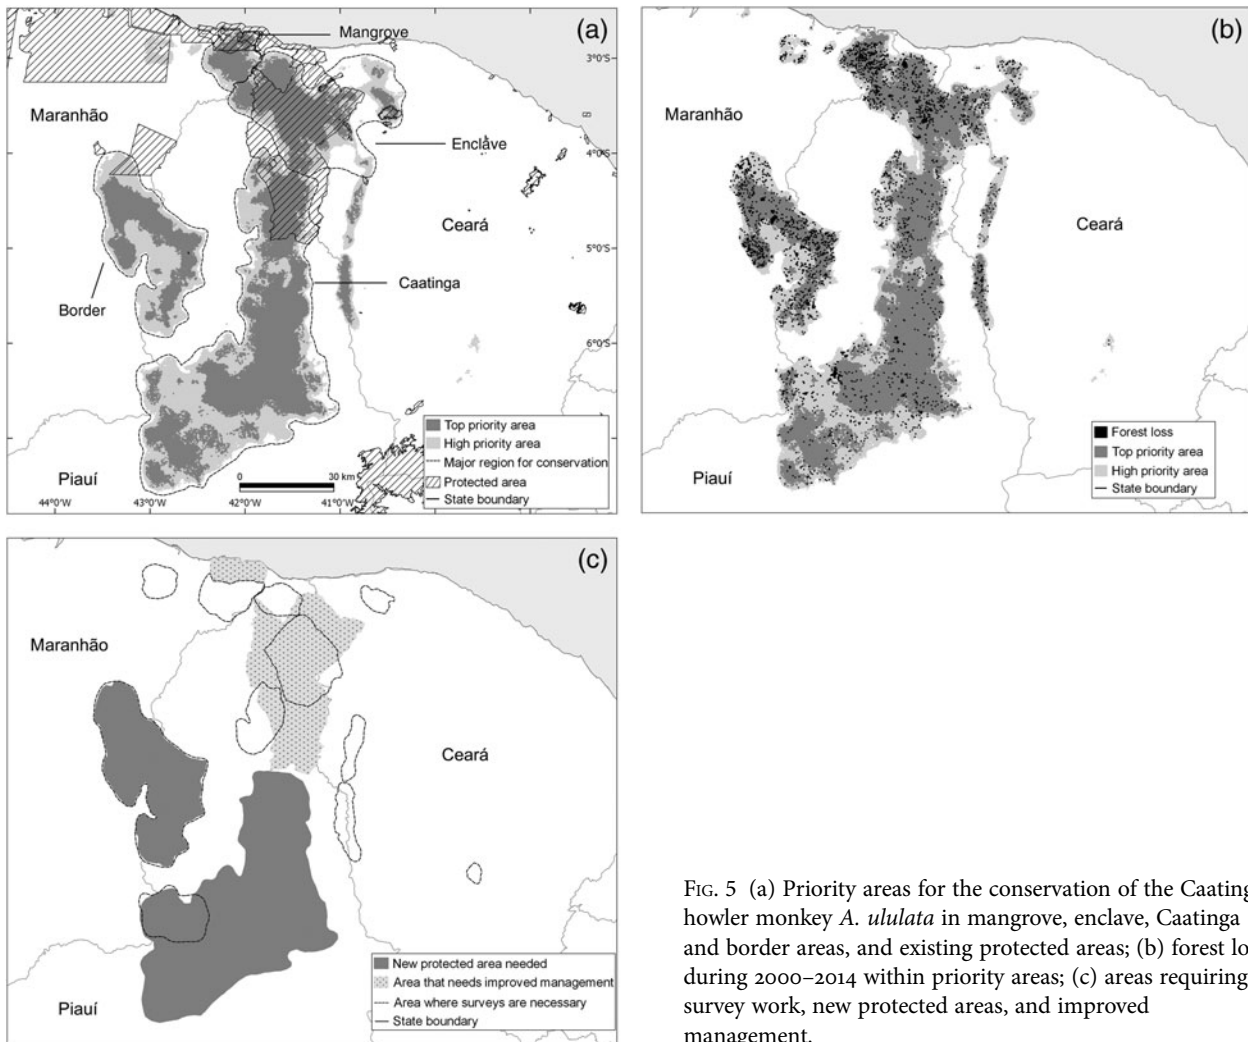 (a)
Mangrove
3°0'S
Maranhão
Enclave
4°0'S
Ceará
5°0'S
Caatinga
Border
6°0'S
Top priority area
High priority area
Major region for conservation
Protected area
State boundary
0 30 km
Piauí
44°0'W 43°0'W 42°0'W 41°0'W
(b)
Maranhão
Ceará
Forest loss
Top priority area
High priority area
State boundary
Piauí
(c)
Maranhão
Ceará
New protected area needed
Area that needs improved management
Area where surveys are necessary
State boundary
Piauí
FIG. 5 (a) Priority areas for the conservation of the Caating
howler monkey A. ululata in mangrove, enclave, Caatinga
and border areas, and existing protected areas; (b) forest lo
during 2000–2014 within priority areas; (c) areas requiring
survey work, new protected areas, and improved
management.